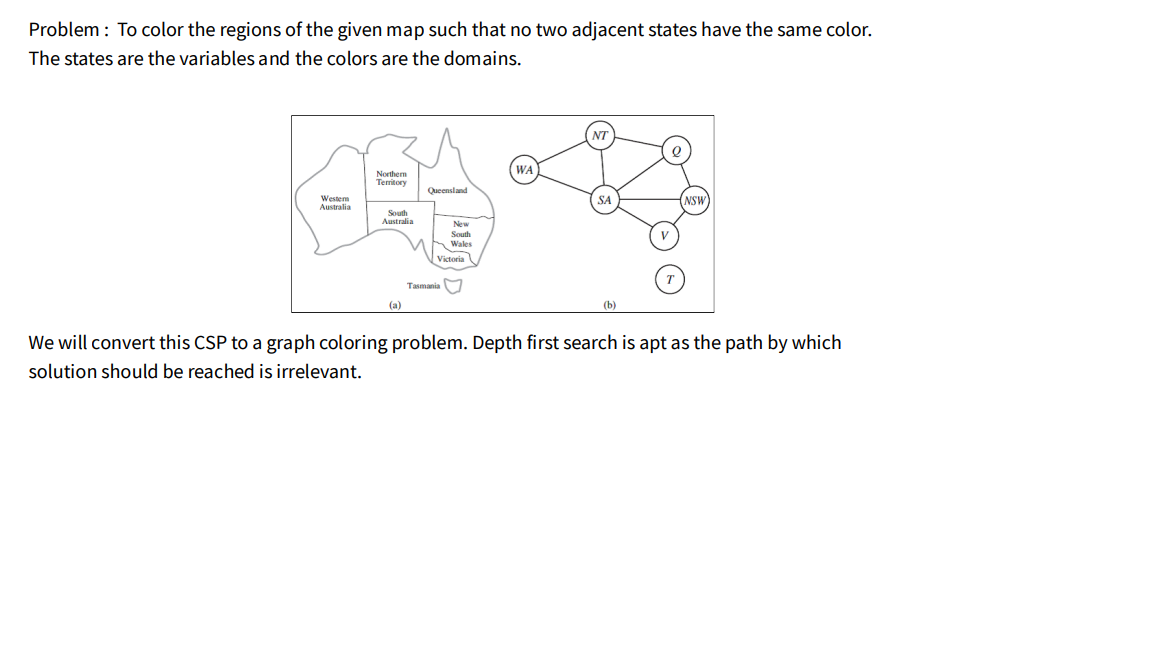 Problem : To color the regions of the given map such that no two adjacent states have the same color.
The states are the variables and the colors are the domains.
NT
Q
WA
Northern
Territory
Queensland
Western
Australia
SA
NSW
South
Australia
New
South
Wales
V
Victoria
T
Tasmania
(a)
(b)
We will convert this CSP to a graph coloring problem. Depth first search is apt as the path by which
solution should be reached is irrelevant.